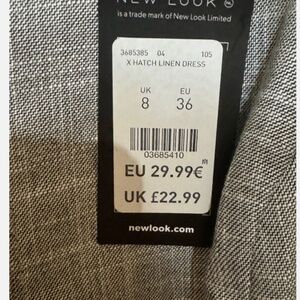 NEW LOOK
is a trade mark of New Look Limited
3685385 04 105
X HATCH LINEN DRESS
UK EU
8 36
03685410
EU 29.99€
UK £22.99
newlook.com